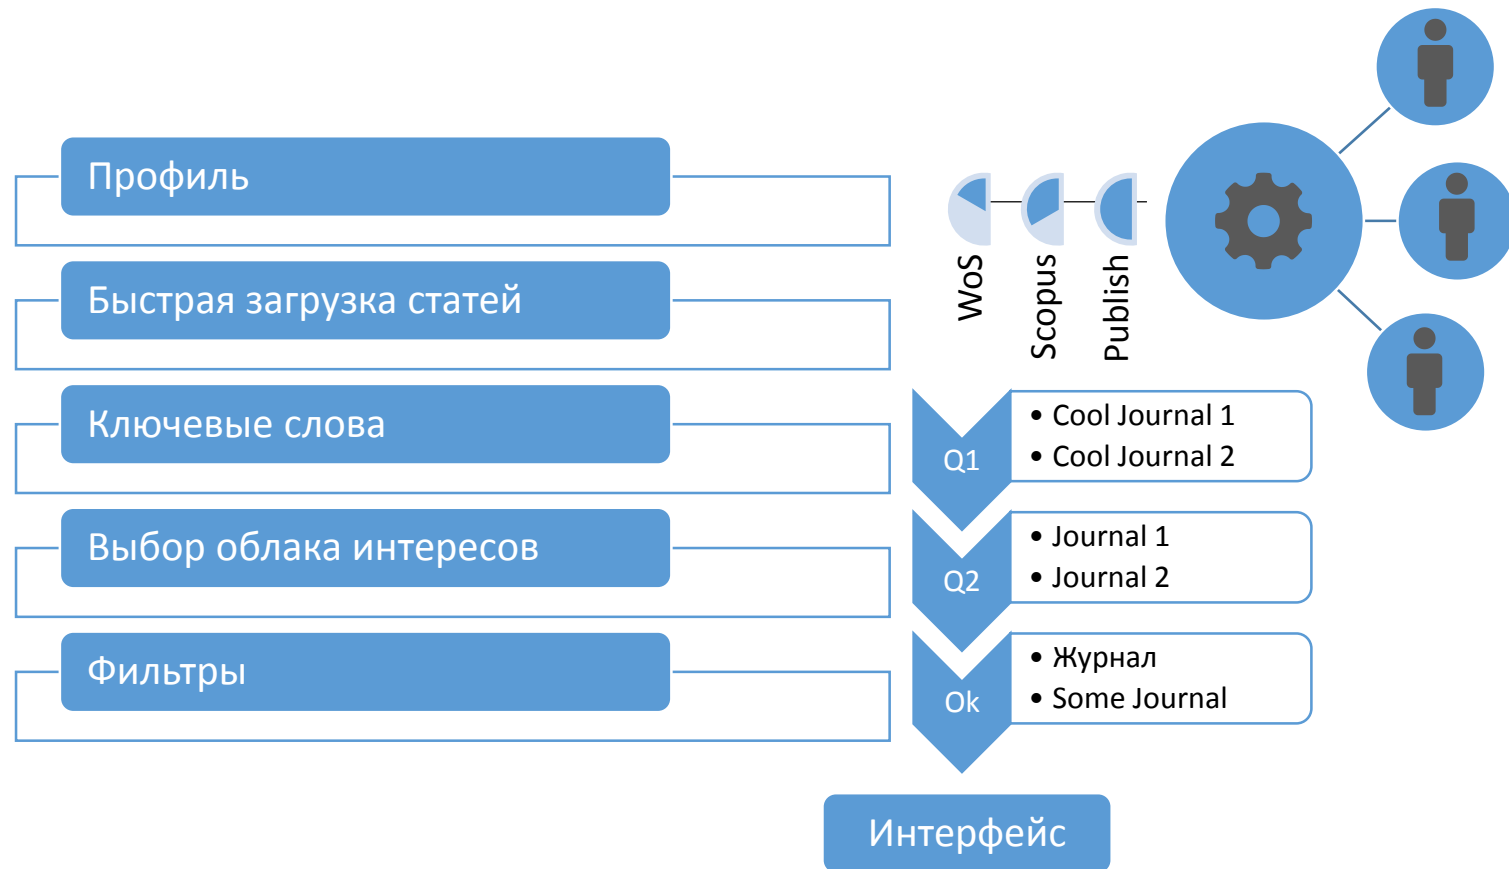 Профиль
Быстрая загрузка статей
Ключевые слова
Выбор облака интересов
Фильтры
WoS
Scopus
Publish
Q1
• Cool Journal 1
• Cool Journal 2
Q2
• Journal 1
• Journal 2
Ok
• Журнал
• Some Journal
Интерфейс